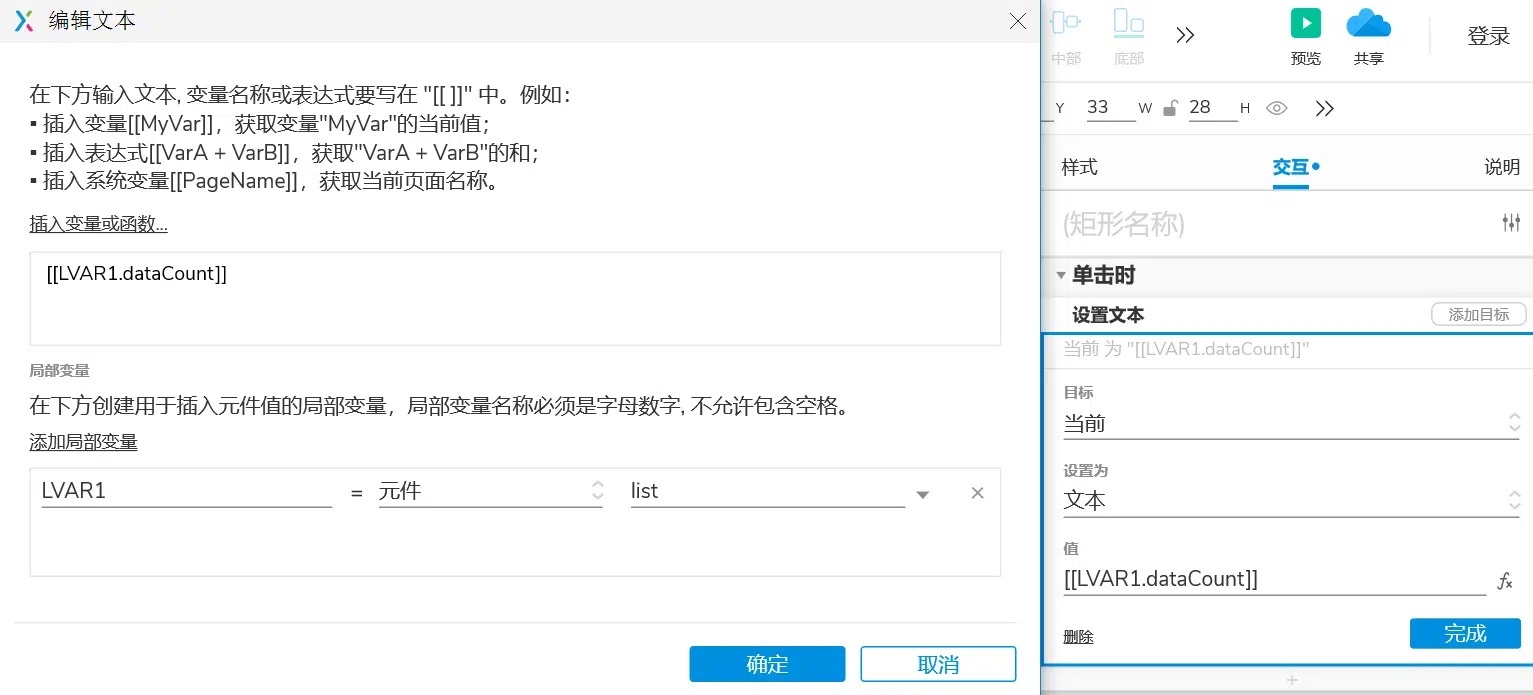 编辑文本
在下方输入文本, 变量名称或表达式要写在 "[[ ]]" 中。例如：
▪ 插入变量[[MyVar]]，获取变量"MyVar"的当前值；
▪ 插入表达式[[VarA + VarB]]，获取"VarA + VarB"的和；
▪ 插入系统变量[[PageName]]，获取当前页面名称。
插入变量或函数...
[[LVAR1.dataCount]]
局部变量
在下方创建用于插入元件值的局部变量，局部变量名称必须是字母数字, 不允许包含空格。
添加局部变量
LVAR1 = 元件 list
确定 取消
中部 底部 预览 共享 登录
Y 33 W 28 H
样式 交互 说明
(矩形名称)
单击时
设置文本 添加目标
当前 为 "[[LVAR1.dataCount]]"
目标
当前
设置为
文本
值
[[LVAR1.dataCount]] fx
删除 完成